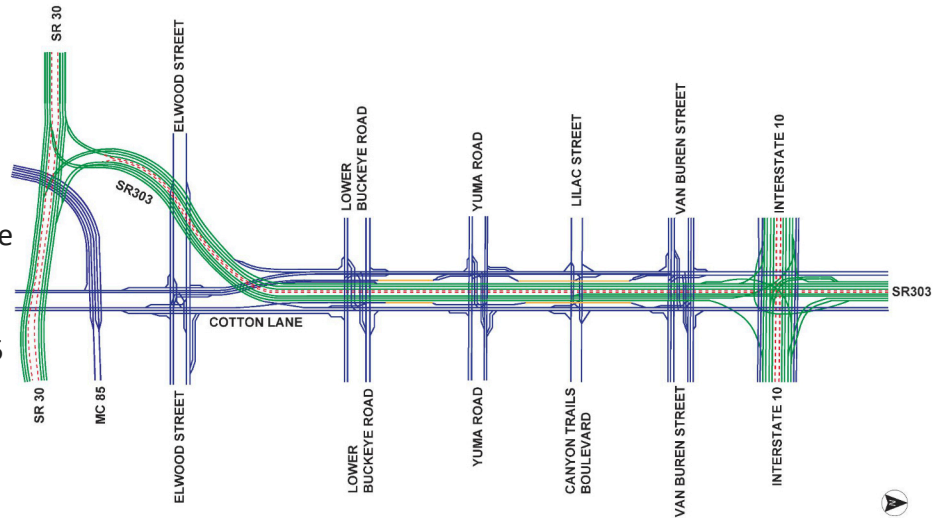 SR 30
ELWOOD STREET
LOWER
BUCKEYE ROAD
YUMA ROAD
LILAC STREET
VAN BUREN STREET
INTERSTATE 10
SR303
e
SR303
COTTON LANE
s
SR 30
MC 85
ELWOOD STREET
LOWER
BUCKEYE ROAD
YUMA ROAD
CANYON TRAILS
BOULEVARD
VAN BUREN STREET
INTERSTATE 10
N